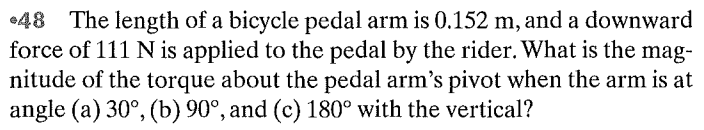 •48 The length of a bicycle pedal arm is 0.152 m, and a downward
force of 111 N is applied to the pedal by the rider. What is the mag-
nitude of the torque about the pedal arm's pivot when the arm is at
angle (a) 30°, (b) 90°, and (c) 180° with the vertical?